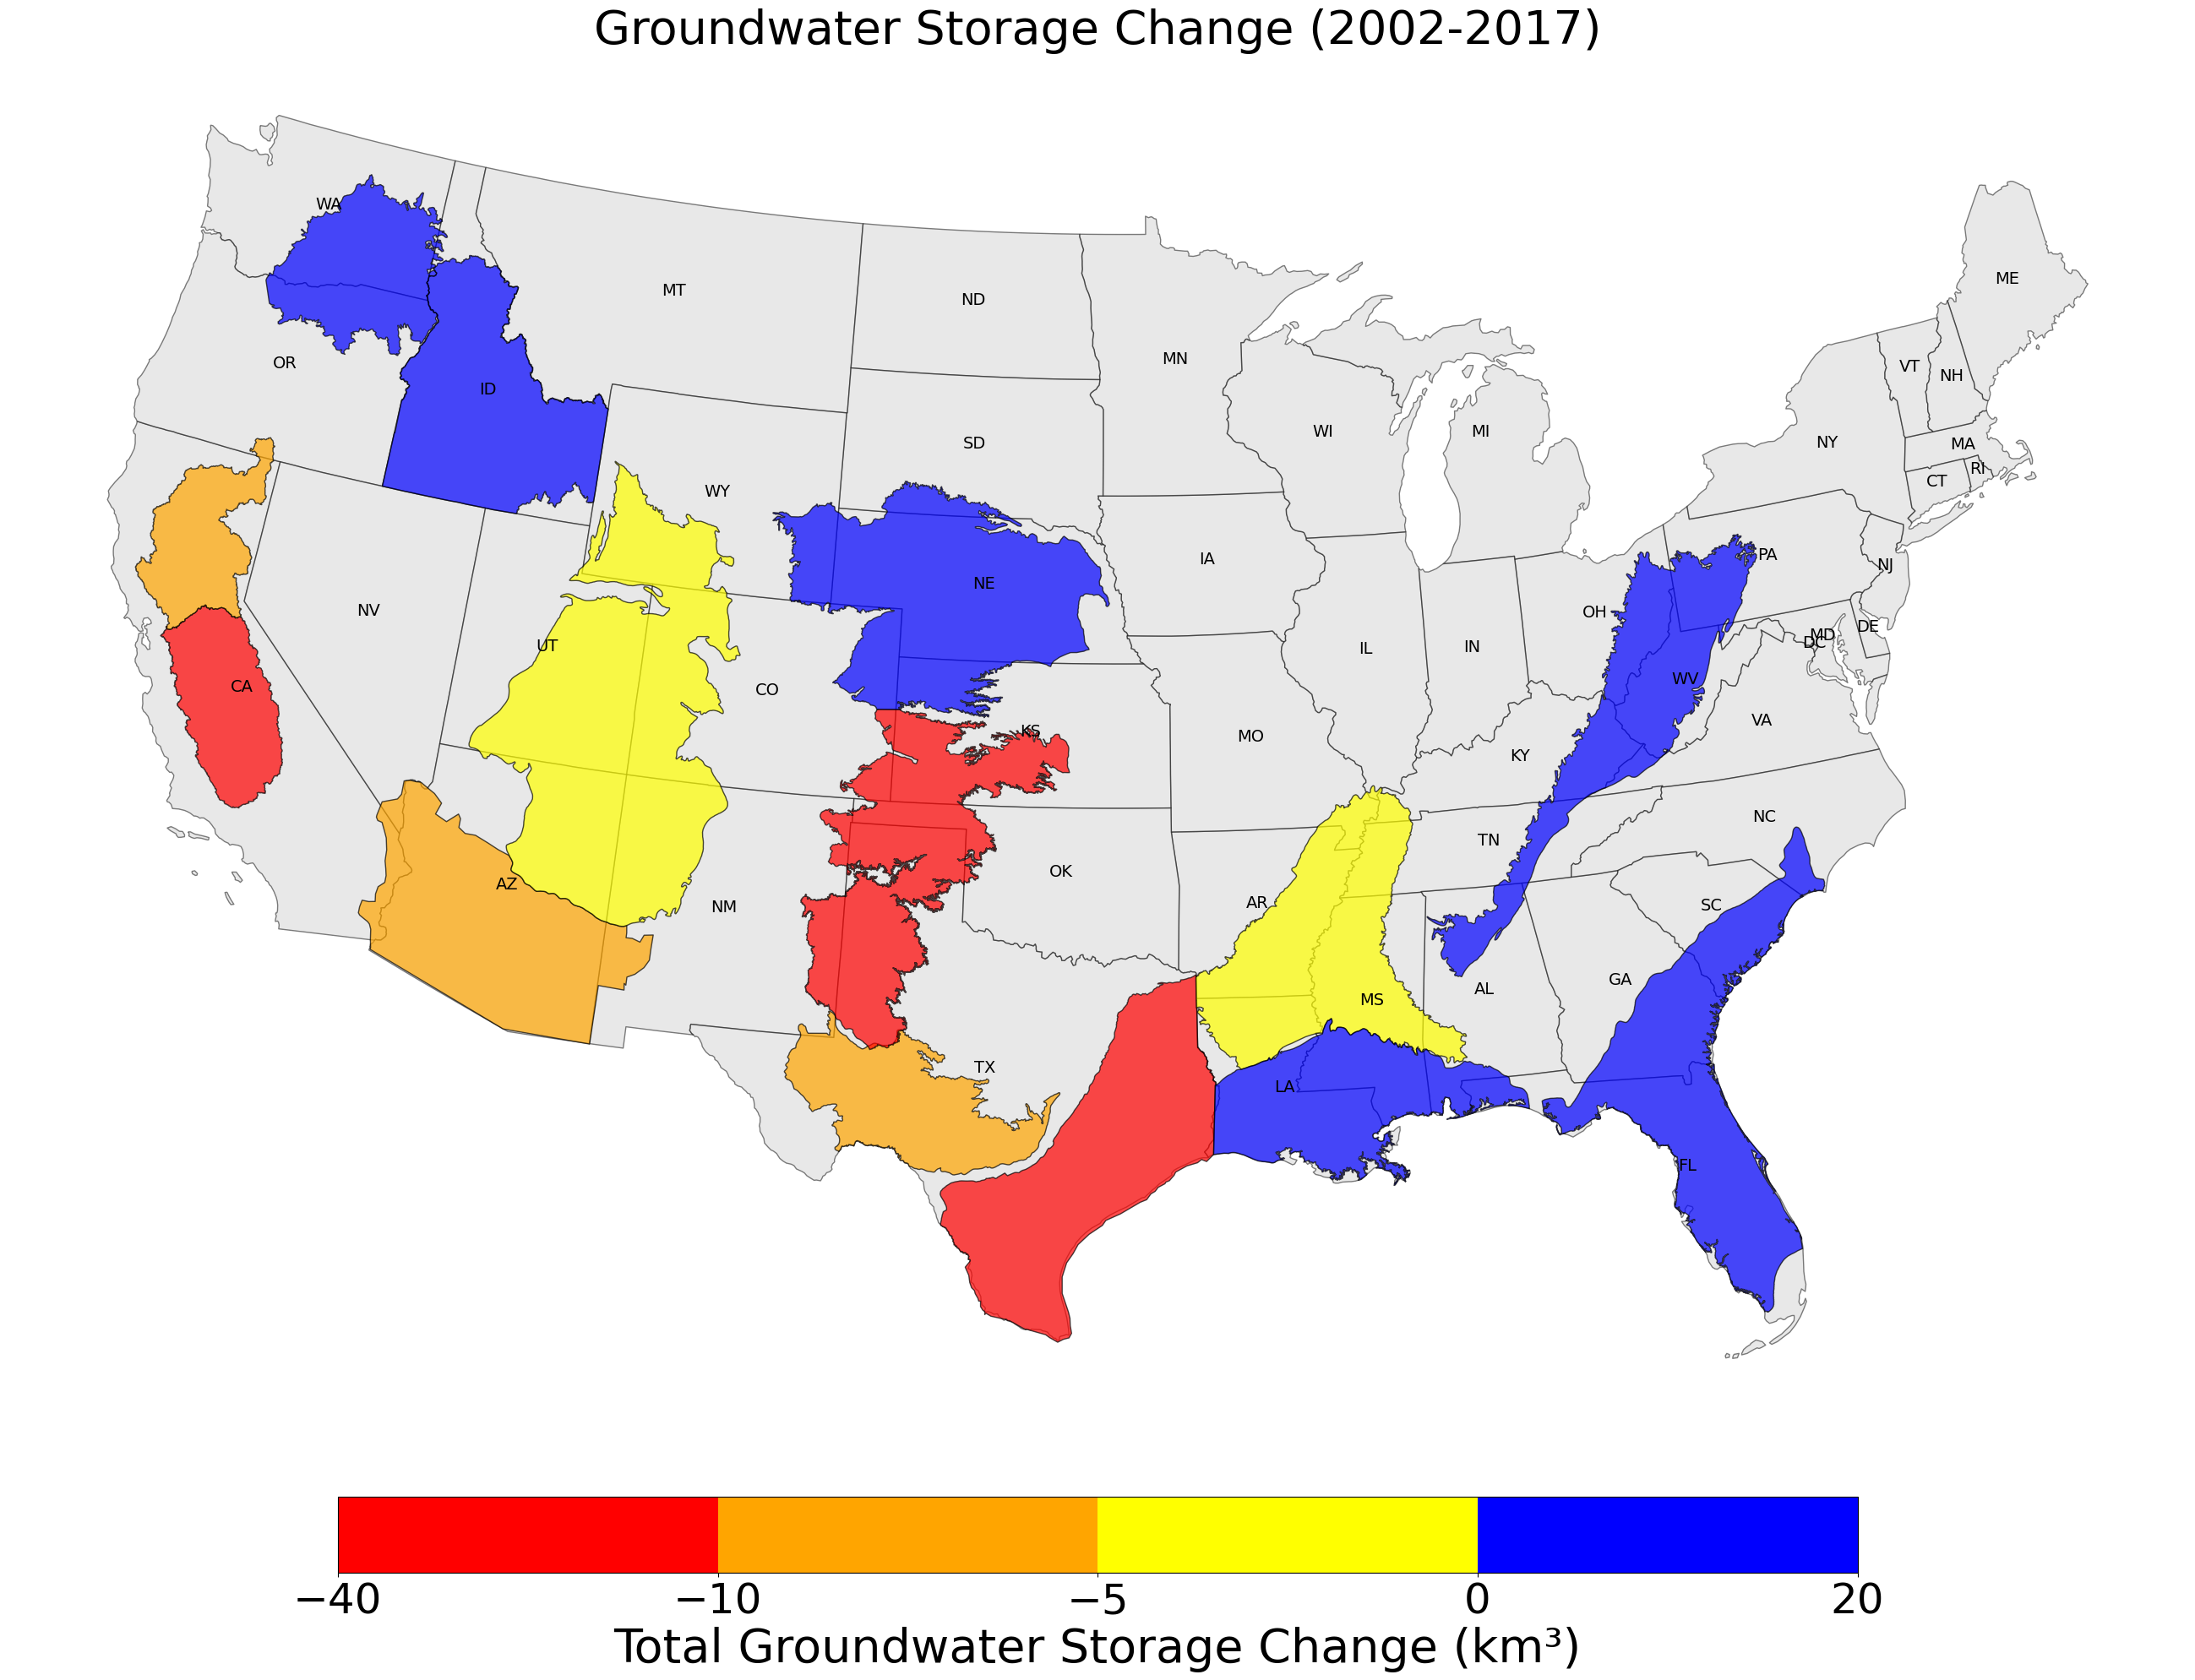 Groundwater Storage Change (2002-2017)
WA
ME
MT
ND
MN
OR
VT
NH
ID
WI
MI
NY
MA
SD
RI
CT
WY
PA
IA
NJ
NE
NV
OH
DE
MD
DC
UT
IL
IN
WV
CA
CO
VA
KS
MO
KY
NC
TN
OK
AZ
NM
AR
SC
GA
AL
MS
TX
LA
FL
−40
−10
−5
0
20
Total Groundwater Storage Change (km³)